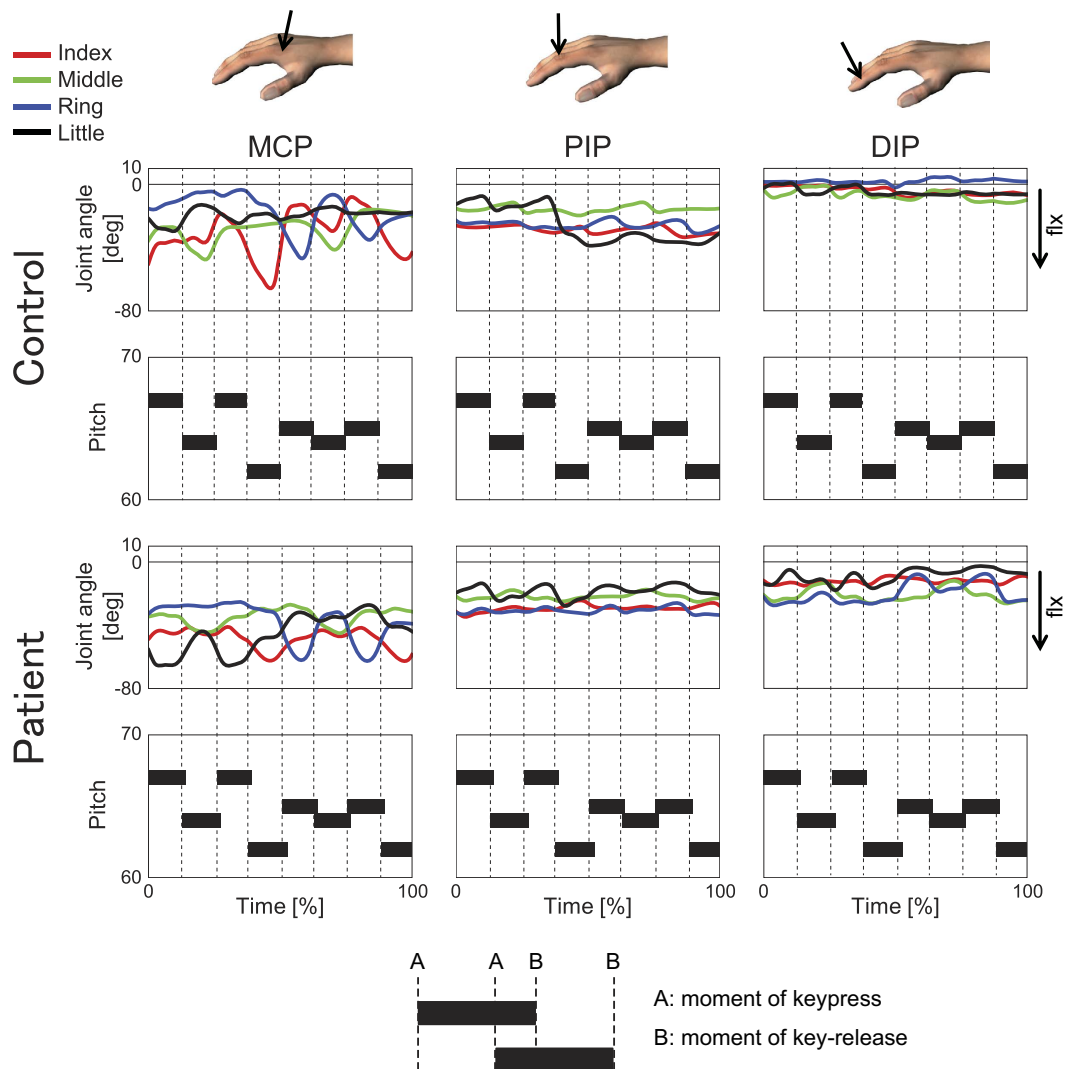 Index
Middle
Ring
Little
MCP
PIP
DIP
Control
Joint angle
[deg]
10
0
-80
flx
Pitch
70
60
Patient
Joint angle
[deg]
10
0
-80
flx
Pitch
70
60
0
100
0
100
0
100
Time [%]
Time [%]
Time [%]
A
A
B
B
A: moment of keypress
B: moment of key-release